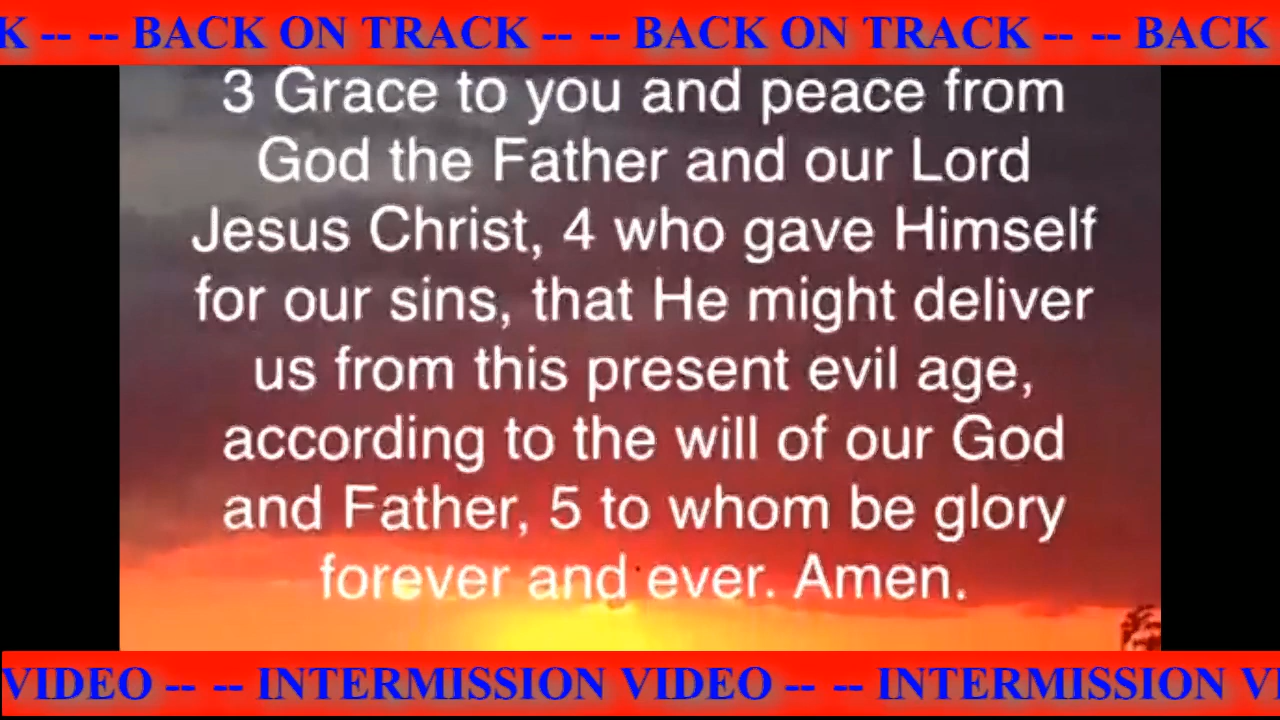 K -- -- BACK ON TRACK -- -- BACK ON TRACK -- -- BACK
3 Grace to you and peace from
God the Father and our Lord
Jesus Christ, 4 who gave Himself
for our sins, that He might deliver
us from this present evil age,
according to the will of our God
and Father, 5 to whom be glory
forever and ever. Amen.
VIDEO -- -- INTERMISSION VIDEO -- -- INTERMISSION VI